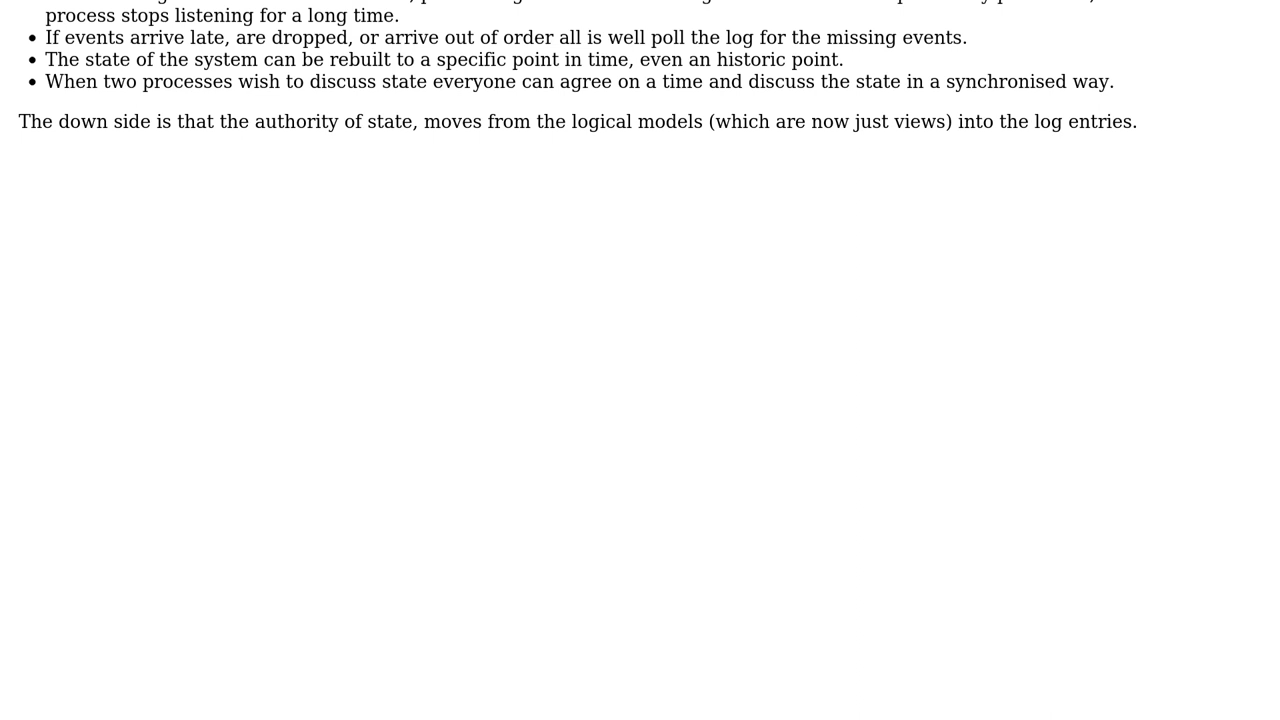 process stops listening for a long time.
If events arrive late, are dropped, or arrive out of order all is well poll the log for the missing events.
The state of the system can be rebuilt to a specific point in time, even an historic point.
When two processes wish to discuss state everyone can agree on a time and discuss the state in a synchronised way.
The down side is that the authority of state, moves from the logical models (which are now just views) into the log entries.